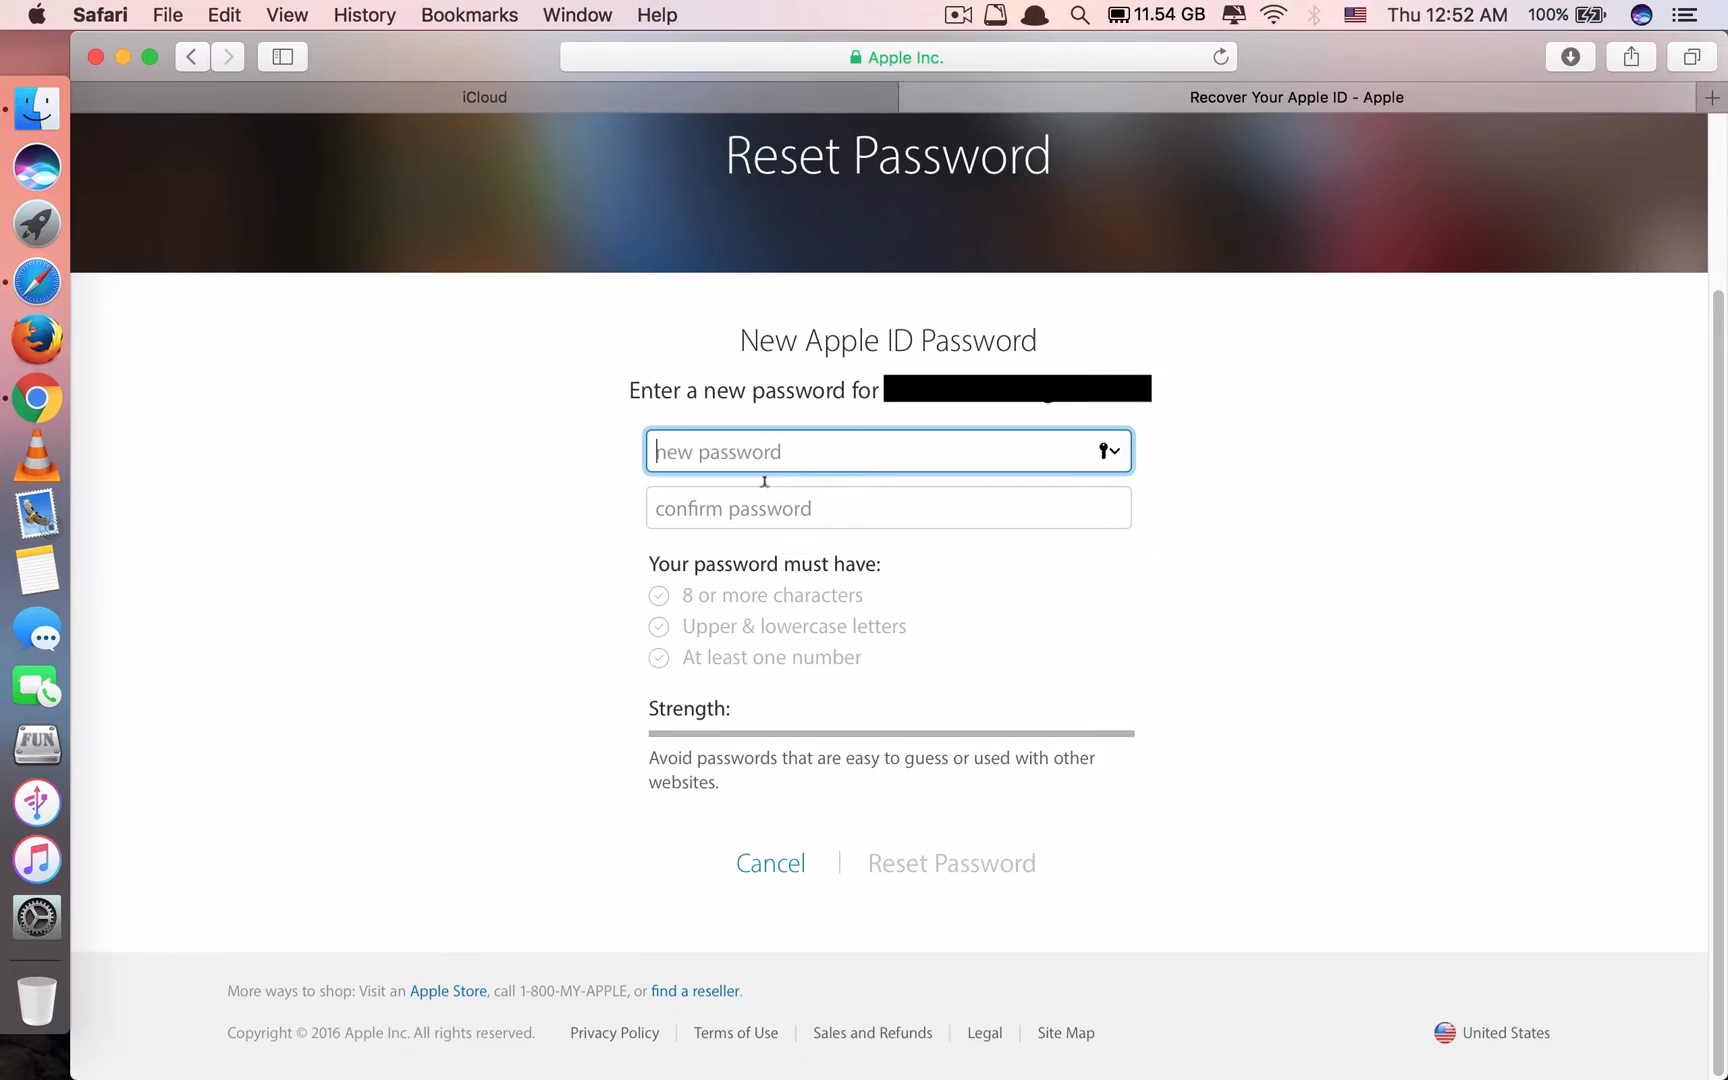 Safari File Edit View History Bookmarks Window Help 11.54 GB Thu 12:52 AM 100%
Apple Inc.
iCloud Recover Your Apple ID - Apple
Reset Password
New Apple ID Password
Enter a new password for
new password
confirm password
Your password must have:
8 or more characters
Upper & lowercase letters
At least one number
Strength:
Avoid passwords that are easy to guess or used with other
websites.
Cancel Reset Password
FUN
More ways to shop: Visit an Apple Store, call 1-800-MY-APPLE, or find a reseller.
Copyright © 2016 Apple Inc. All rights reserved. Privacy Policy Terms of Use Sales and Refunds Legal Site Map United States